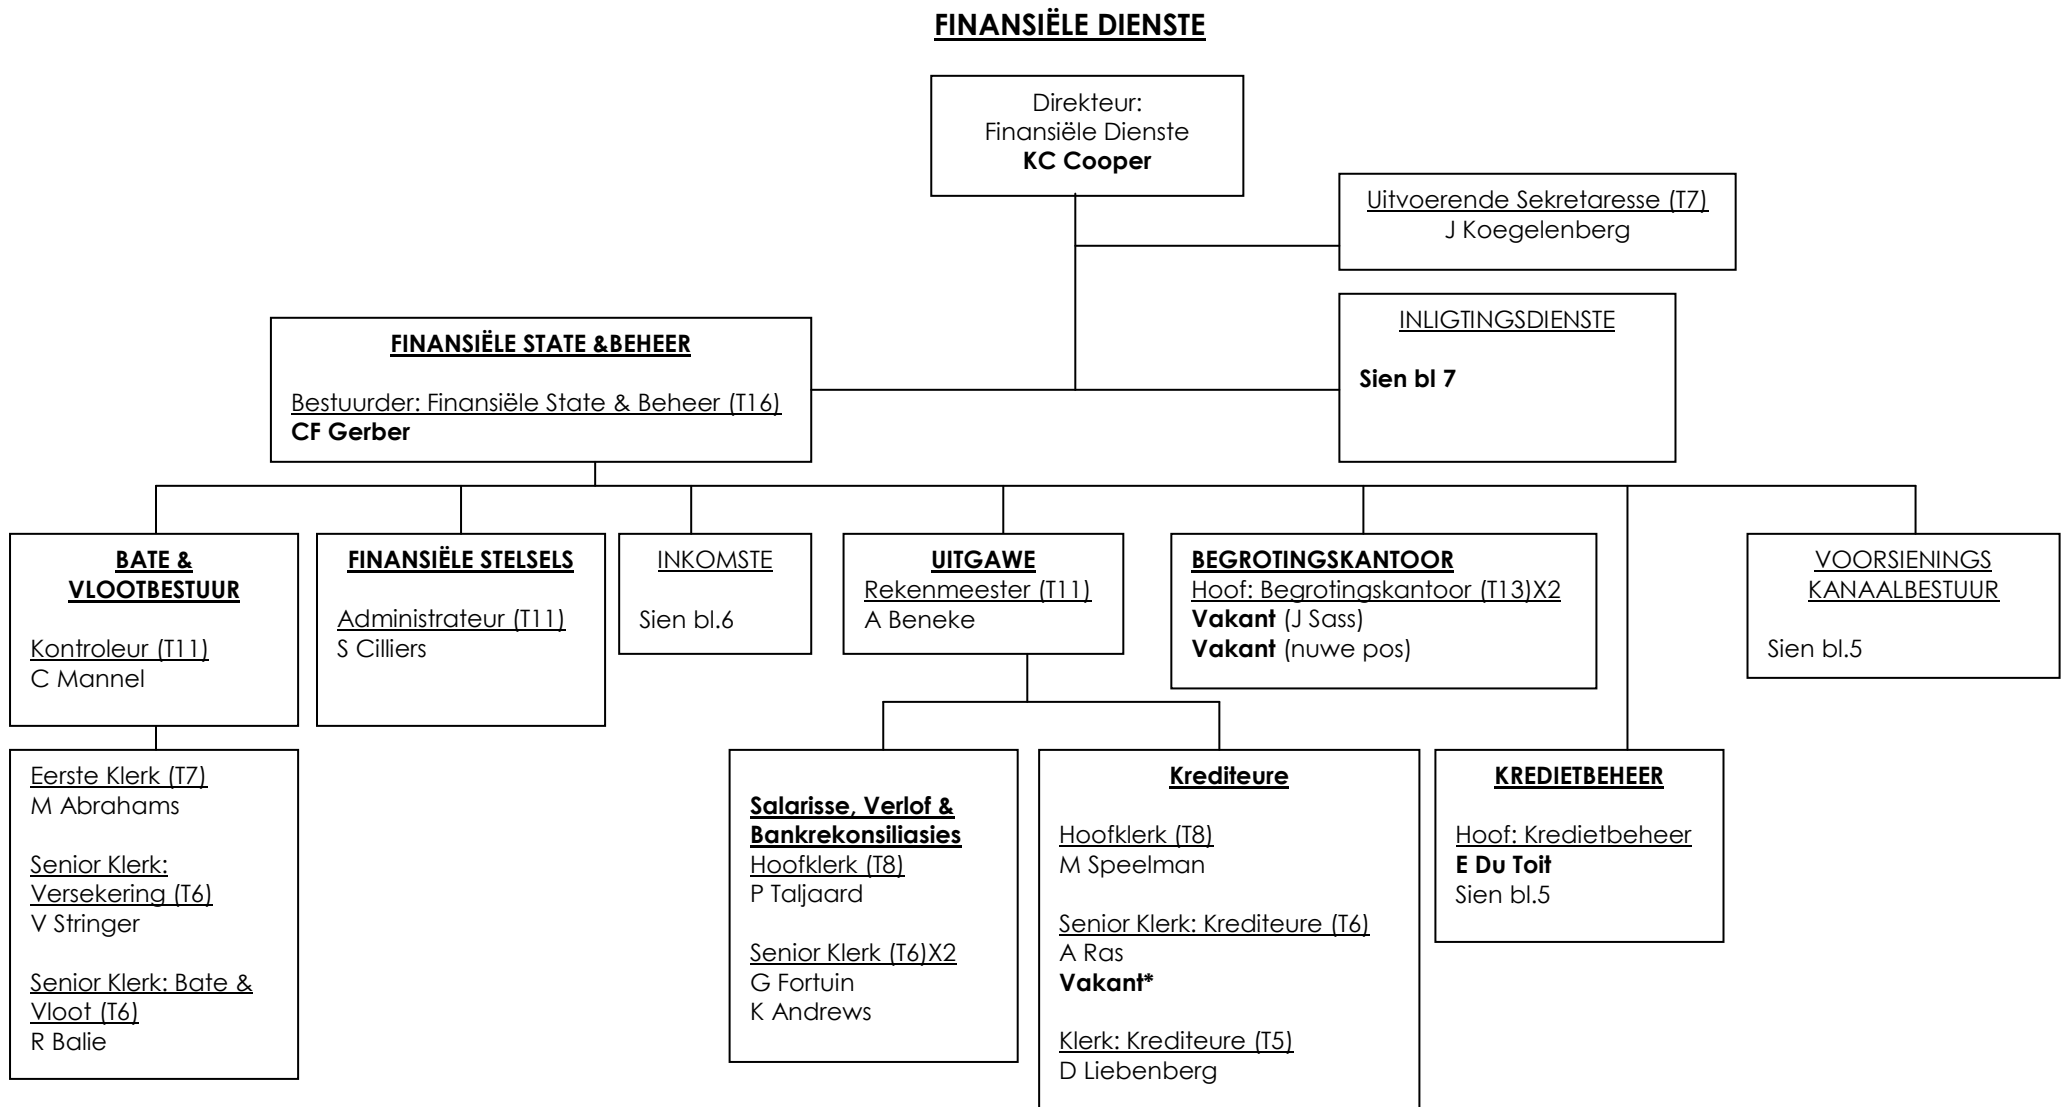 FINANSIËLE DIENSTE
Direkteur:
Finansiële Dienste
KC Cooper
Uitvoerende Sekretaresse (T7)
J Koegelenberg
INLIGTINGSDIENSTE
Sien bl 7
FINANSIËLE STATE &BEHEER
Bestuurder: Finansiële State & Beheer (T16)
CF Gerber
BATE &
VLOOTBESTUUR
Kontroleur (T11)
C Mannel
FINANSIËLE STELSELS
Administrateur (T11)
S Cilliers
INKOMSTE
Sien bl.6
UITGAWE
Rekenmeester (T11)
A Beneke
BEGROTINGSKANTOOR
Hoof: Begrotingskantoor (T13)X2
Vakant (J Sass)
Vakant (nuwe pos)
VOORSIENINGS
KANAALBESTUUR
Sien bl.5
Eerste Klerk (T7)
M Abrahams
Senior Klerk:
Versekering (T6)
V Stringer
Senior Klerk: Bate &
Vloot (T6)
R Balie
Salarisse, Verlof &
Bankrekonsiliasies
Hoofklerk (T8)
P Taljaard
Senior Klerk (T6)X2
G Fortuin
K Andrews
Krediteure
Hoofklerk (T8)
M Speelman
Senior Klerk: Krediteure (T6)
A Ras
Vakant*
Klerk: Krediteure (T5)
D Liebenberg
KREDIETBEHEER
Hoof: Kredietbeheer
E Du Toit
Sien bl.5